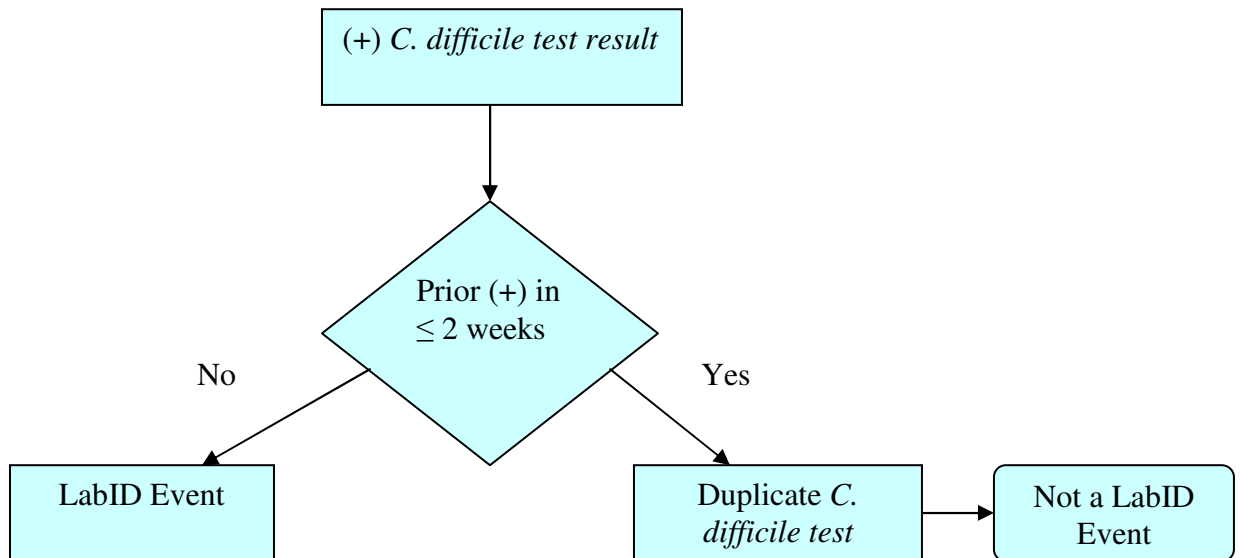 (+) C. difficile test result
Prior (+) in
≤ 2 weeks
No
Yes
LabID Event
Duplicate C.
difficile test
Not a LabID
Event